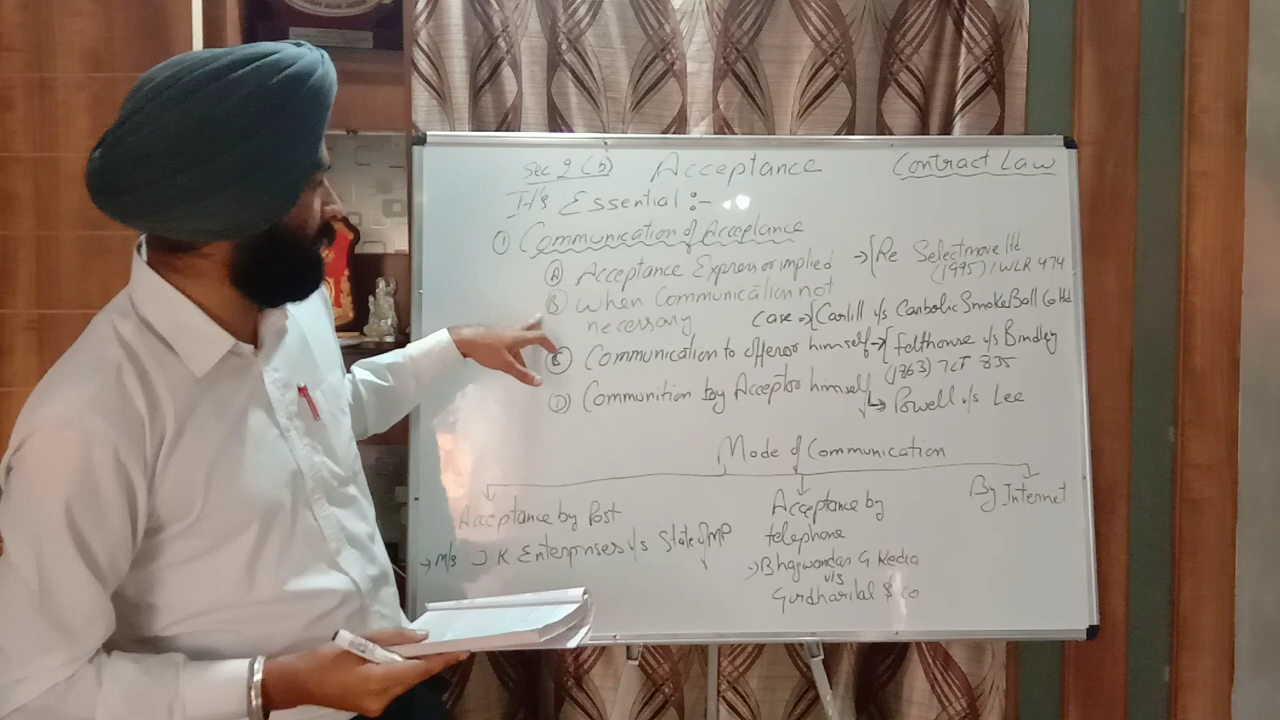 Sec 2 (b) Acceptance Contract Law
It's Essential :-
① Communication of Acceptance
Ⓐ Acceptance Express or implied → [Re Selectmove ltd
(1995) 1 WLR 474
Ⓑ When Communication not
necessary Case → [Carlill v/s Carbolic Smoke Ball Co ltd
Ⓒ Communication to offeror himself → [Felthouse v/s Bindley
(1863) 7 LT 835
Ⓓ Communition by Acceptor himself
↳ Powell v/s Lee
Mode of Communication
Acceptance by Post
→ M/s J K Enterprises v/s State of MP
Acceptance by
telephone
→ Bhagwandas G Kedia
v/s
Girdharilal $ Co
By Internet